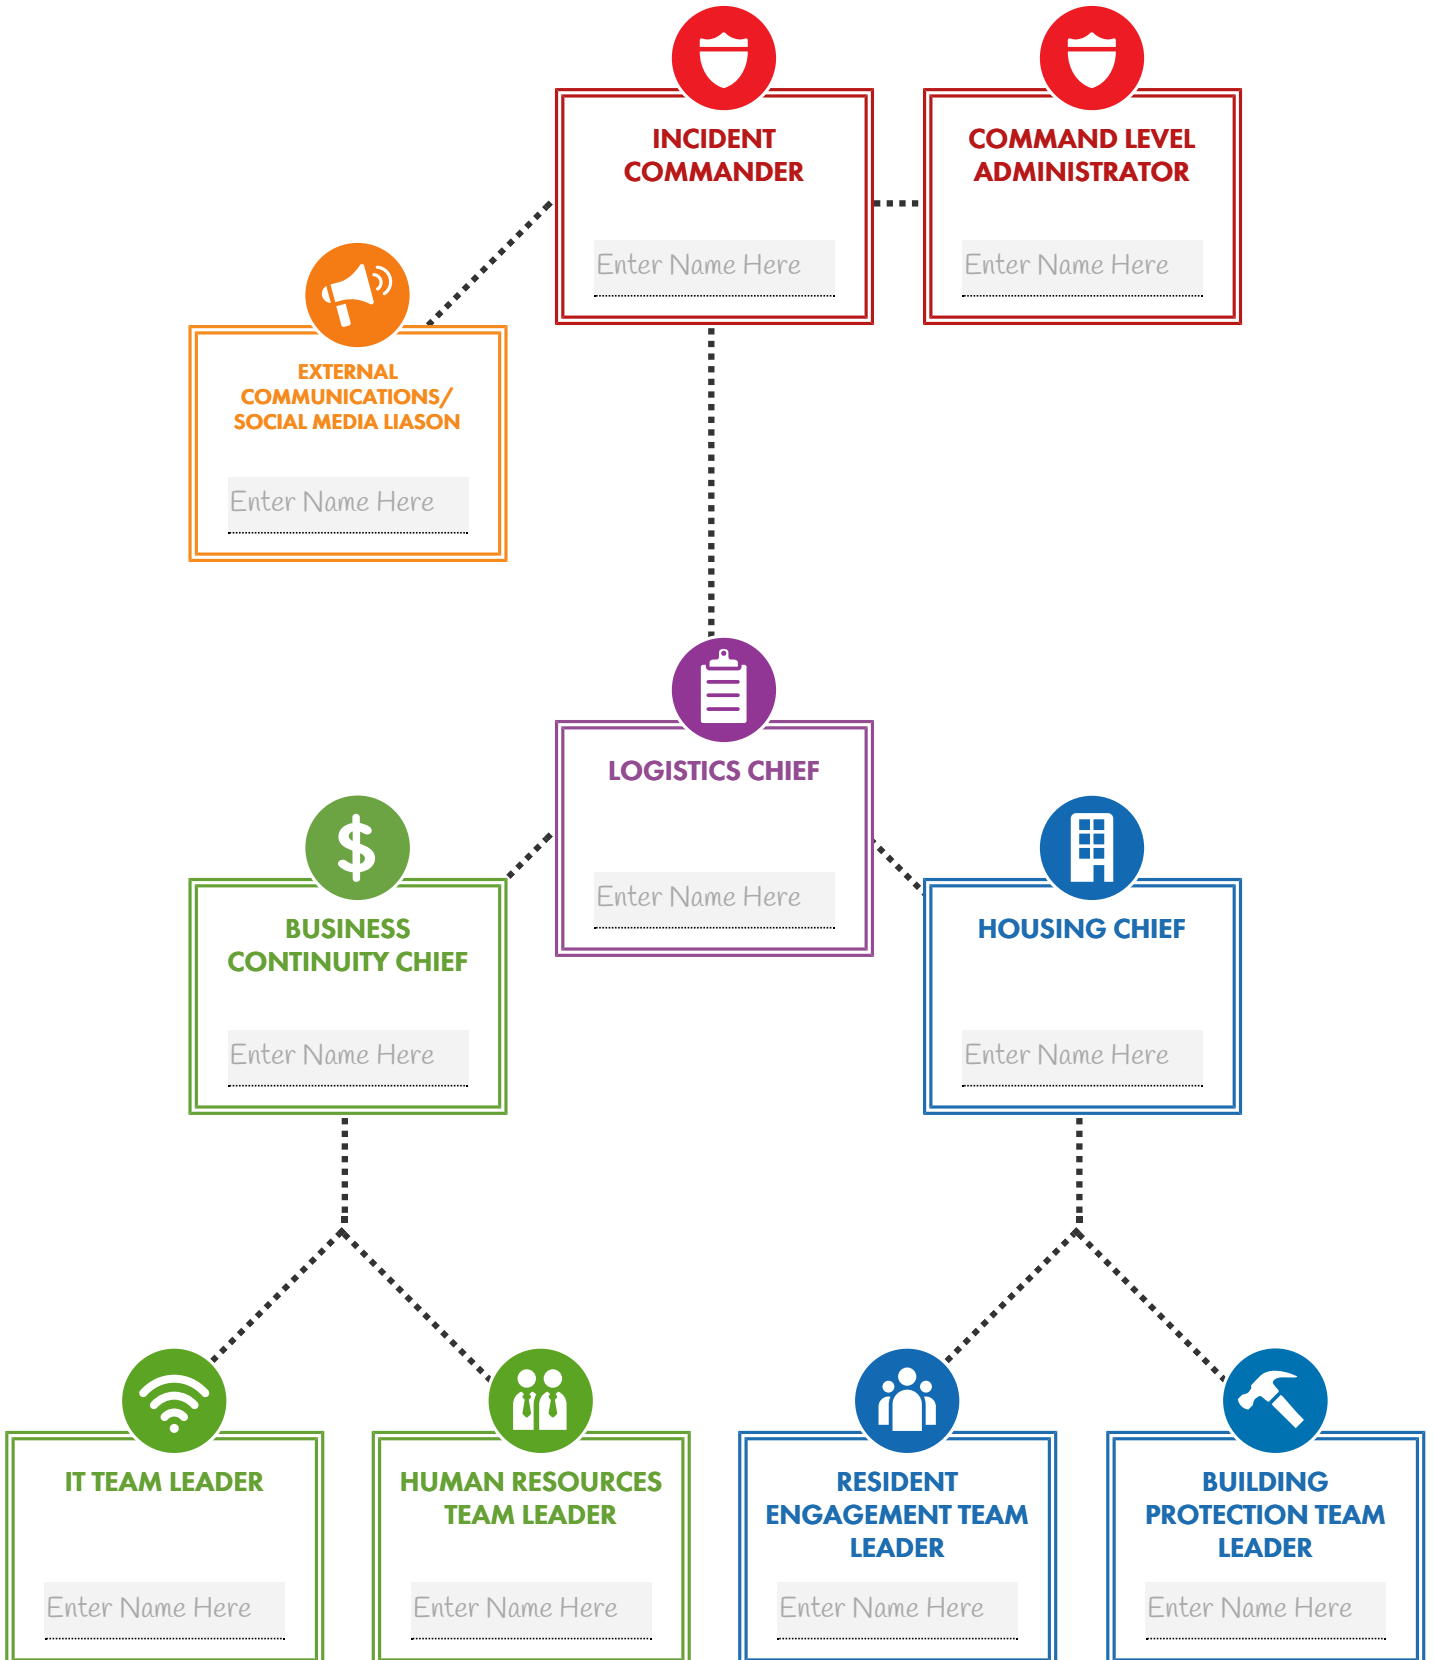 INCIDENT
COMMANDER
Enter Name Here
COMMAND LEVEL
ADMINISTRATOR
Enter Name Here
EXTERNAL
COMMUNICATIONS/
SOCIAL MEDIA LIASON
Enter Name Here
LOGISTICS CHIEF
Enter Name Here
$
BUSINESS
CONTINUITY CHIEF
Enter Name Here
HOUSING CHIEF
Enter Name Here
IT TEAM LEADER
Enter Name Here
HUMAN RESOURCES
TEAM LEADER
Enter Name Here
RESIDENT
ENGAGEMENT TEAM
LEADER
Enter Name Here
BUILDING
PROTECTION TEAM
LEADER
Enter Name Here